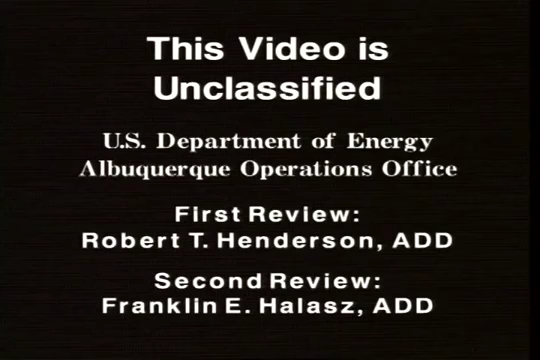 This Video is
Unclassified
U.S. Department of Energy
Albuquerque Operations Office
First Review:
Robert T. Henderson, ADD
Second Review:
Franklin E. Halasz, ADD